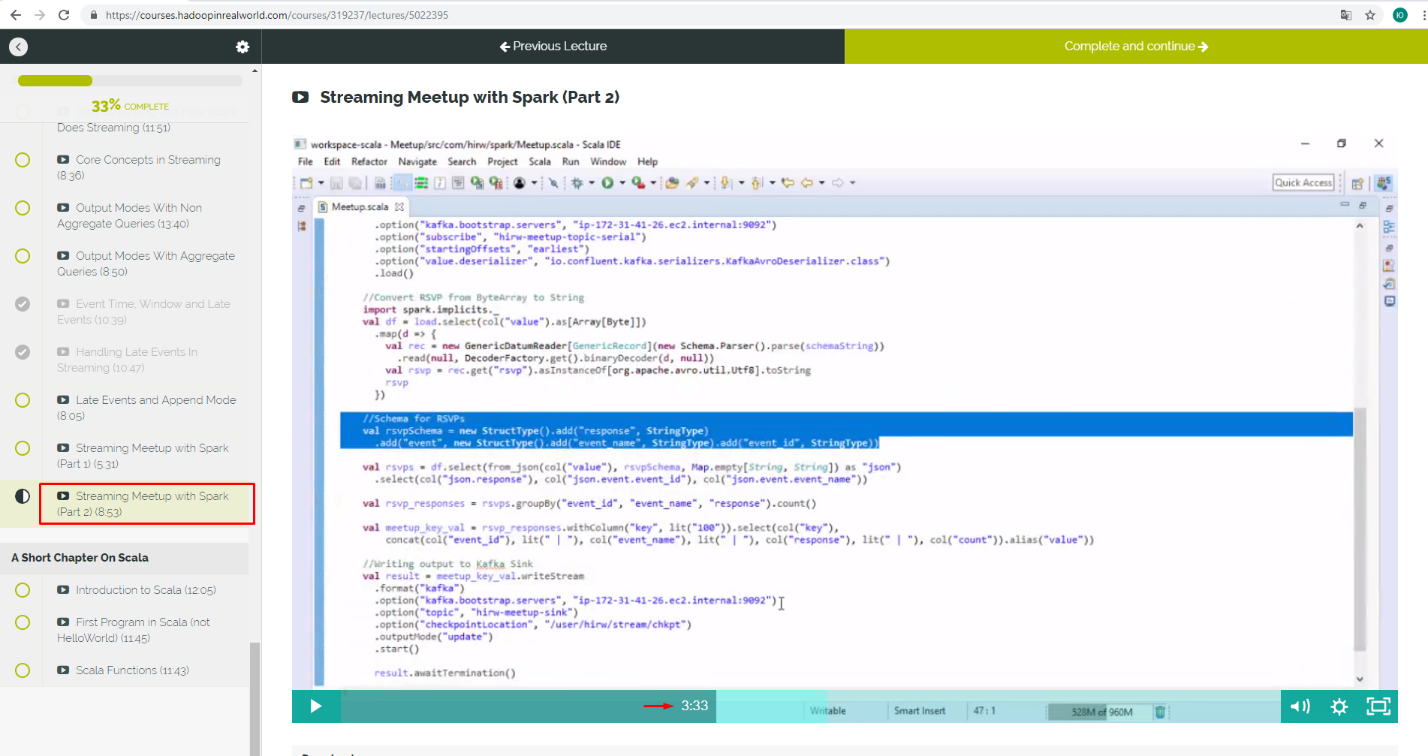 https://courses.hadoopinrealworld.com/courses/319237/lectures/5022395
Previous Lecture
Complete and continue
33% COMPLETE
Does Streaming (11:51)
Core Concepts in Streaming
(8:36)
Output Modes With Non
Aggregate Queries (13:40)
Output Modes With Aggregate
Queries (8:50)
Event Time, Window and Late
Events (10:39)
Handling Late Events In
Streaming (10:47)
Late Events and Append Mode
(8:05)
Streaming Meetup with Spark
(Part 1) (5:31)
Streaming Meetup with Spark
(Part 2) (8:53)
A Short Chapter On Scala
Introduction to Scala (12:05)
First Program in Scala (not
HelloWorld) (11:45)
Scala Functions (11:43)
Streaming Meetup with Spark (Part 2)
workspace-scala - Meetup/src/com/hirw/spark/Meetup.scala - Scala IDE
File Edit Refactor Navigate Search Project Scala Run Window Help
Quick Access
Meetup.scala
.option("kafka.bootstrap.servers", "ip-172-31-41-26.ec2.internal:9092")
.option("subscribe", "hirw-meetup-topic-serial")
.option("startingOffsets", "earliest")
.option("value.deserializer", "io.confluent.kafka.serializers.KafkaAvroDeserializer.class")
.load()
//Convert RSVP from ByteArray to String
import spark.implicits._
val df = load.select(col("value").as[Array[Byte]])
.map(d => {
val rec = new GenericDatumReader[GenericRecord](new Schema.Parser().parse(schemaString))
.read(null, DecoderFactory.get().binaryDecoder(d, null))
val rsvp = rec.get("rsvp").asInstanceOf[org.apache.avro.util.Utf8].toString
rsvp
})
//Schema for RSVPs
val rsvpSchema = new StructType().add("response", StringType)
.add("event", new StructType().add("event_name", StringType).add("event_id", StringType))
val rsvps = df.select(from_json(col("value"), rsvpSchema, Map.empty[String, String]) as "json")
.select(col("json.response"), col("json.event.event_id"), col("json.event.event_name"))
val rsvp_responses = rsvps.groupBy("event_id", "event_name", "response").count()
val meetup_key_val = rsvp_responses.withColumn("key", lit("100")).select(col("key"),
concat(col("event_id"), lit(" | "), col("event_name"), lit(" | "), col("response"), lit(" | "), col("count")).alias("value"))
//Writing output to Kafka Sink
val result = meetup_key_val.writeStream
.format("kafka")
.option("kafka.bootstrap.servers", "ip-172-31-41-26.ec2.internal:9092")
.option("topic", "hirw-meetup-sink")
.option("checkpointLocation", "/user/hirw/stream/chkpt")
.outputMode("update")
.start()
result.awaitTermination()
3:33
Writable
Smart Insert
47 : 1
528M of 960M